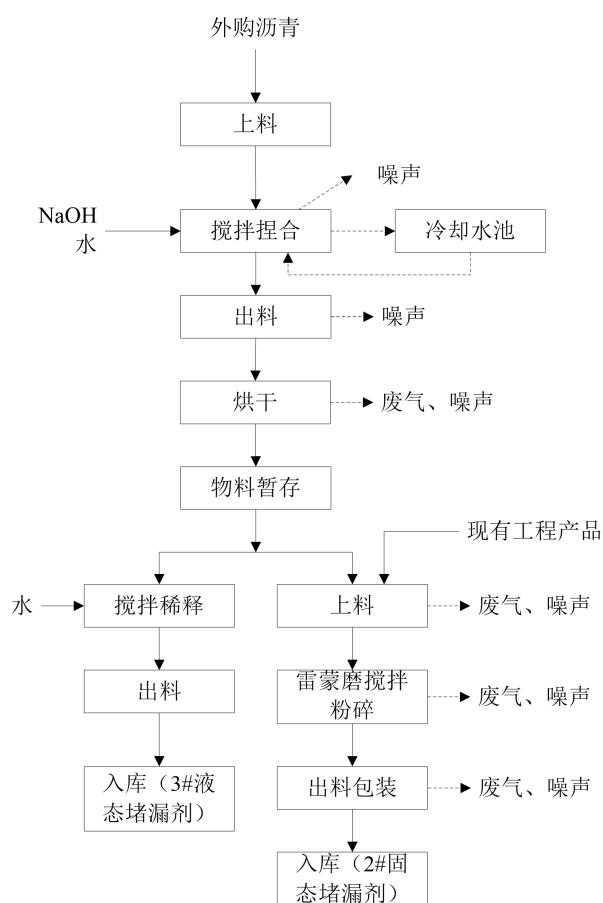 外购沥青
上料
噪声
NaOH
水
搅拌捏合
冷却水池
出料
噪声
烘干
废气、噪声
物料暂存
现有工程产品
水
搅拌稀释
上料
废气、噪声
出料
雷蒙磨搅拌
粉碎
废气、噪声
入库（3#液
态堵漏剂）
出料包装
废气、噪声
入库（2#固
态堵漏剂）